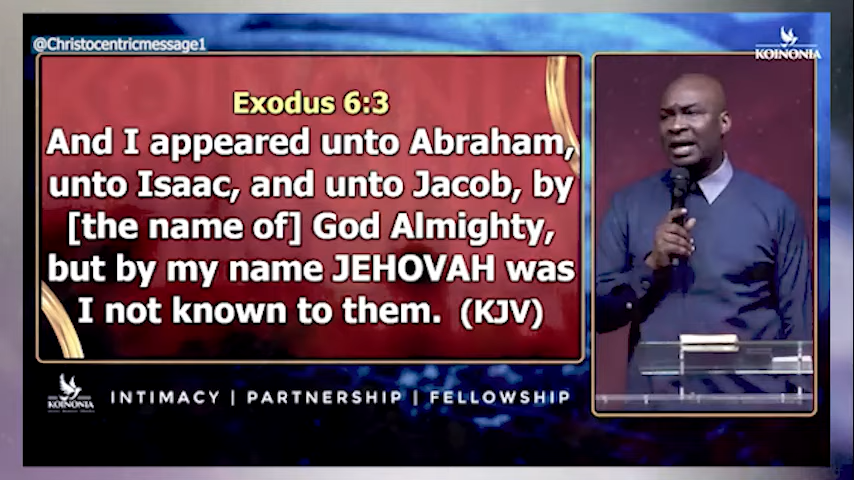 @Christocentricmessage1
KOINONIA
Exodus 6:3
And I appeared unto Abraham,
unto Isaac, and unto Jacob, by
[the name of] God Almighty,
but by my name JEHOVAH was
I not known to them. (KJV)
KOINONIA
INTIMACY | PARTNERSHIP | FELLOWSHIP